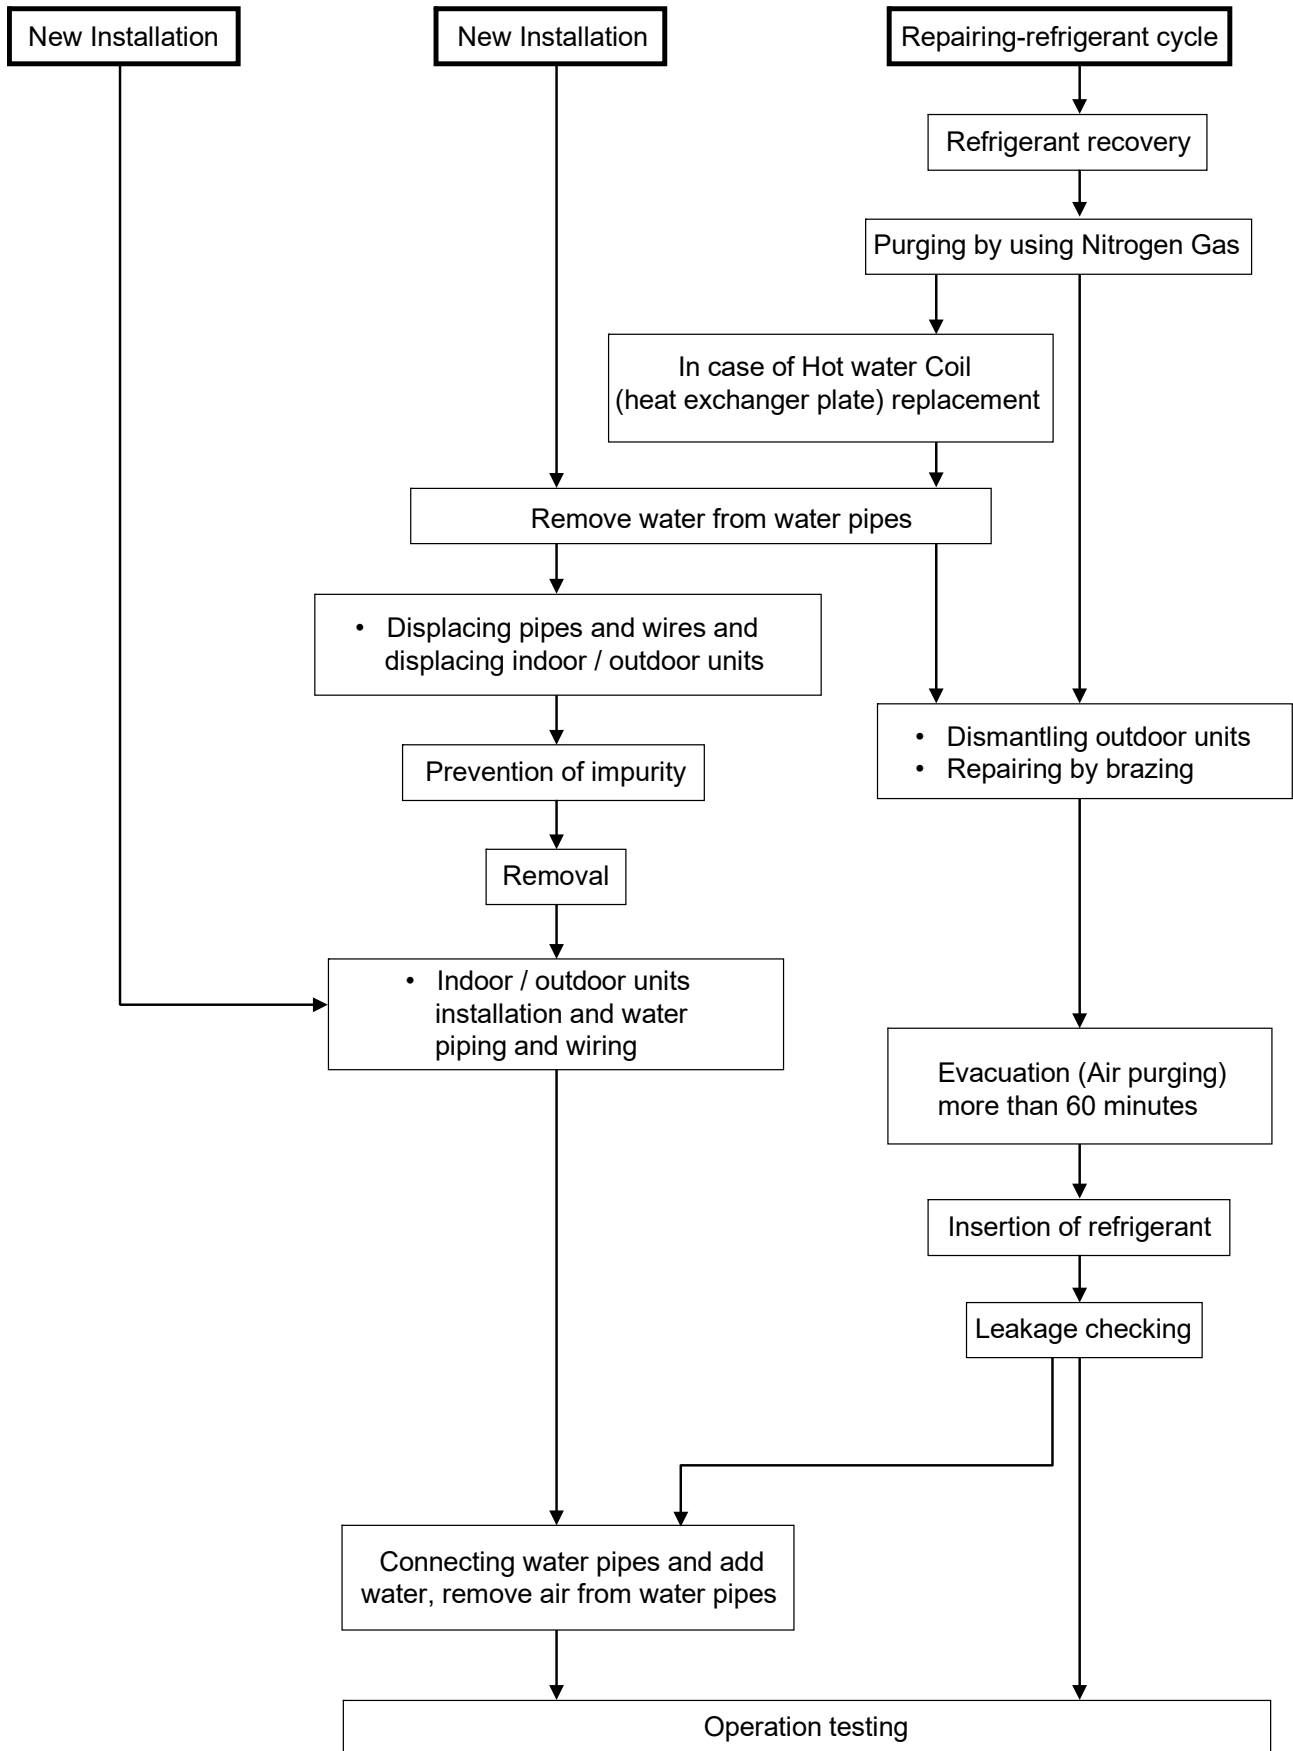 New Installation
New Installation
Repairing-refrigerant cycle
Refrigerant recovery
Purging by using Nitrogen Gas
In case of Hot water Coil
(heat exchanger plate) replacement
Remove water from water pipes
• Displacing pipes and wires and
displacing indoor / outdoor units
• Dismantling outdoor units
• Repairing by brazing
Prevention of impurity
Removal
• Indoor / outdoor units
installation and water
piping and wiring
Evacuation (Air purging)
more than 60 minutes
Insertion of refrigerant
Leakage checking
Connecting water pipes and add
water, remove air from water pipes
Operation testing